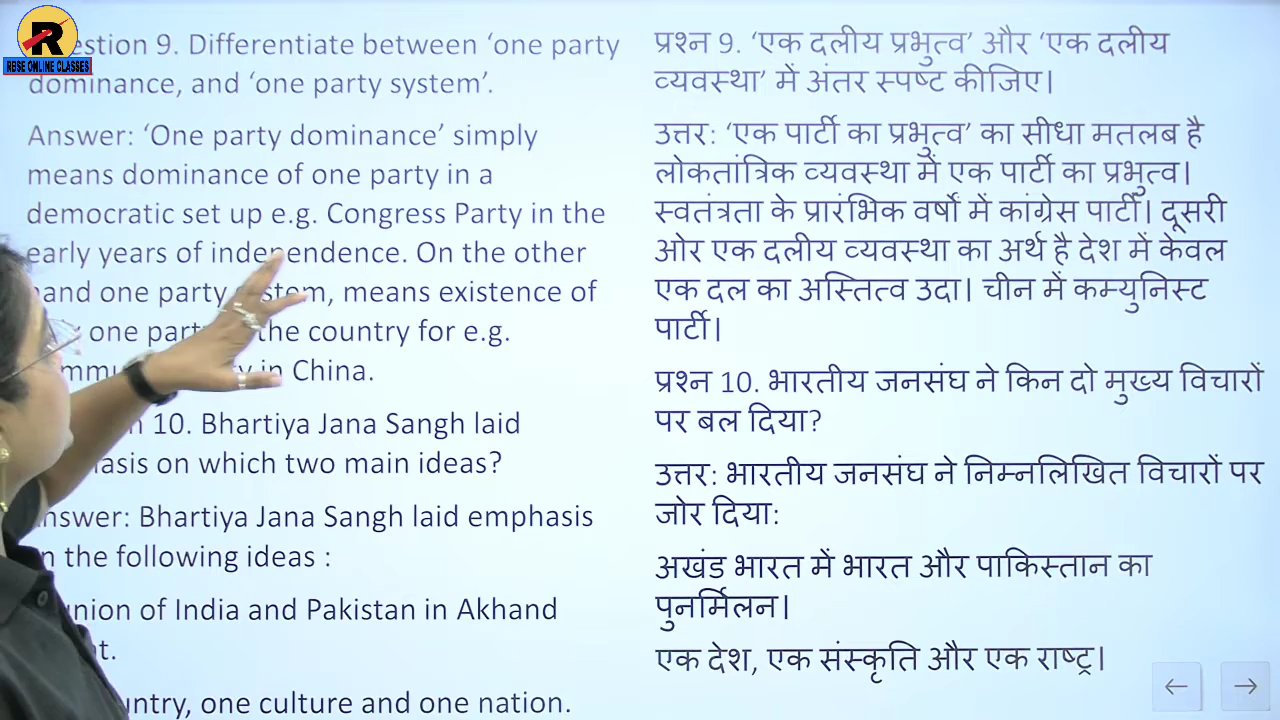 R
RBSE ONLINE CLASSES
estion 9. Differentiate between ‘one party
dominance, and ‘one party system’.
Answer: ‘One party dominance’ simply
means dominance of one party in a
democratic set up e.g. Congress Party in the
early years of independence. On the other
hand one party system, means existence of
one party the country for e.g.
in China.
10. Bhartiya Jana Sangh laid
on which two main ideas?
Answer: Bhartiya Jana Sangh laid emphasis
on the following ideas :
union of India and Pakistan in Akhand
one culture and one nation.
प्रश्न 9. ‘एक दलीय प्रभुत्व’ और ‘एक दलीय
व्यवस्था’ में अंतर स्पष्ट कीजिए।
उत्तर: ‘एक पार्टी का प्रभुत्व’ का सीधा मतलब है
लोकतांत्रिक व्यवस्था में एक पार्टी का प्रभुत्व।
स्वतंत्रता के प्रारंभिक वर्षों में कांग्रेस पार्टी। दूसरी
ओर एक दलीय व्यवस्था का अर्थ है देश में केवल
एक दल का अस्तित्व उदा। चीन में कम्युनिस्ट
पार्टी।
प्रश्न 10. भारतीय जनसंघ ने किन दो मुख्य विचारों
पर बल दिया?
उत्तर: भारतीय जनसंघ ने निम्नलिखित विचारों पर
जोर दिया:
अखंड भारत में भारत और पाकिस्तान का
पुनर्मिलन।
एक देश, एक संस्कृति और एक राष्ट्र।